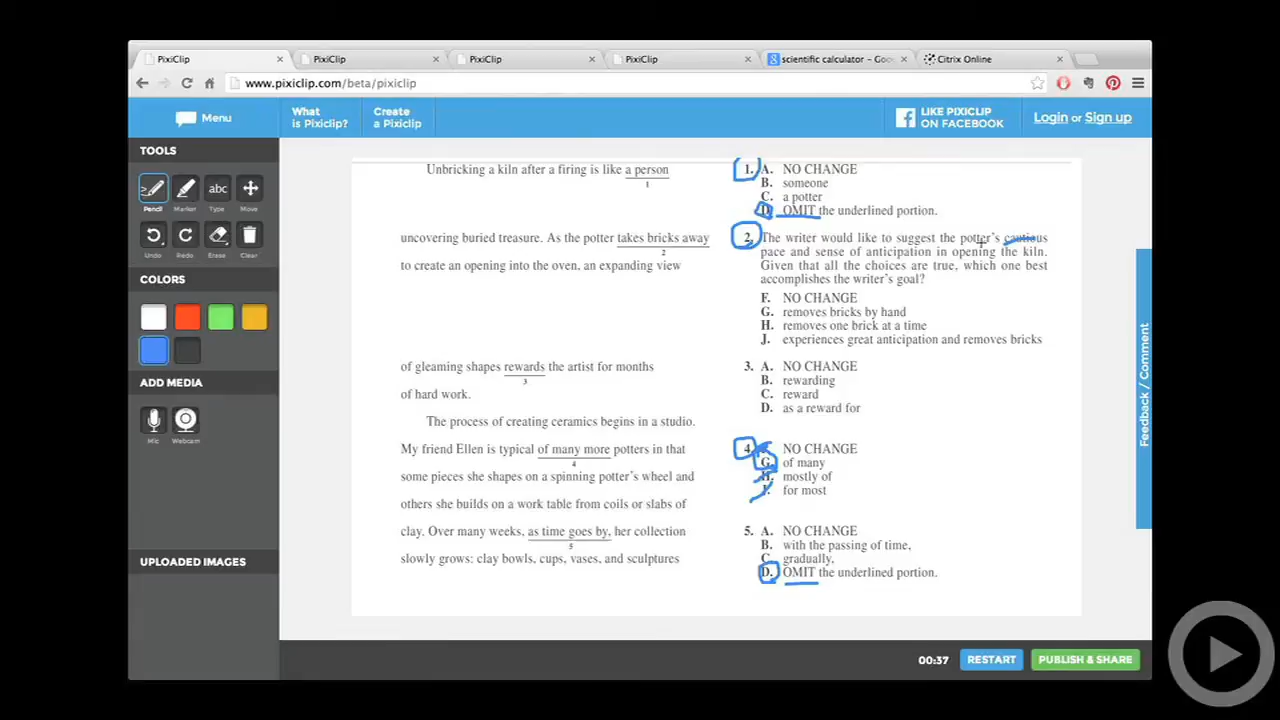 PixiClip
PixiClip
PixiClip
PixiClip
scientific calculator – Goo
Citrix Online
www.pixiclip.com/beta/pixiclip
Menu
What
is Pixiclip?
Create
a Pixiclip
LIKE PIXICLIP
ON FACEBOOK
Login or Sign up
TOOLS
Pencil
Marker
abc
Type
Move
Undo
Redo
Erase
Clear
COLORS
ADD MEDIA
Mic
Webcam
UPLOADED IMAGES
Unbricking a kiln after a firing is like a person
1
uncovering buried treasure. As the potter takes bricks away
2
to create an opening into the oven, an expanding view
of gleaming shapes rewards the artist for months
3
of hard work.
The process of creating ceramics begins in a studio.
My friend Ellen is typical of many more potters in that
4
some pieces she shapes on a spinning potter's wheel and
others she builds on a work table from coils or slabs of
clay. Over many weeks, as time goes by, her collection
5
slowly grows: clay bowls, cups, vases, and sculptures
1. A. NO CHANGE
B. someone
C. a potter
D. OMIT the underlined portion.
2. The writer would like to suggest the potter's cautious
pace and sense of anticipation in opening the kiln.
Given that all the choices are true, which one best
accomplishes the writer's goal?
F. NO CHANGE
G. removes bricks by hand
H. removes one brick at a time
J. experiences great anticipation and removes bricks
3. A. NO CHANGE
B. rewarding
C. reward
D. as a reward for
4. NO CHANGE
G. of many
H. mostly of
J. for most
5. A. NO CHANGE
B. with the passing of time,
C. gradually,
D. OMIT the underlined portion.
Feedback / Comment
00:37
RESTART
PUBLISH & SHARE